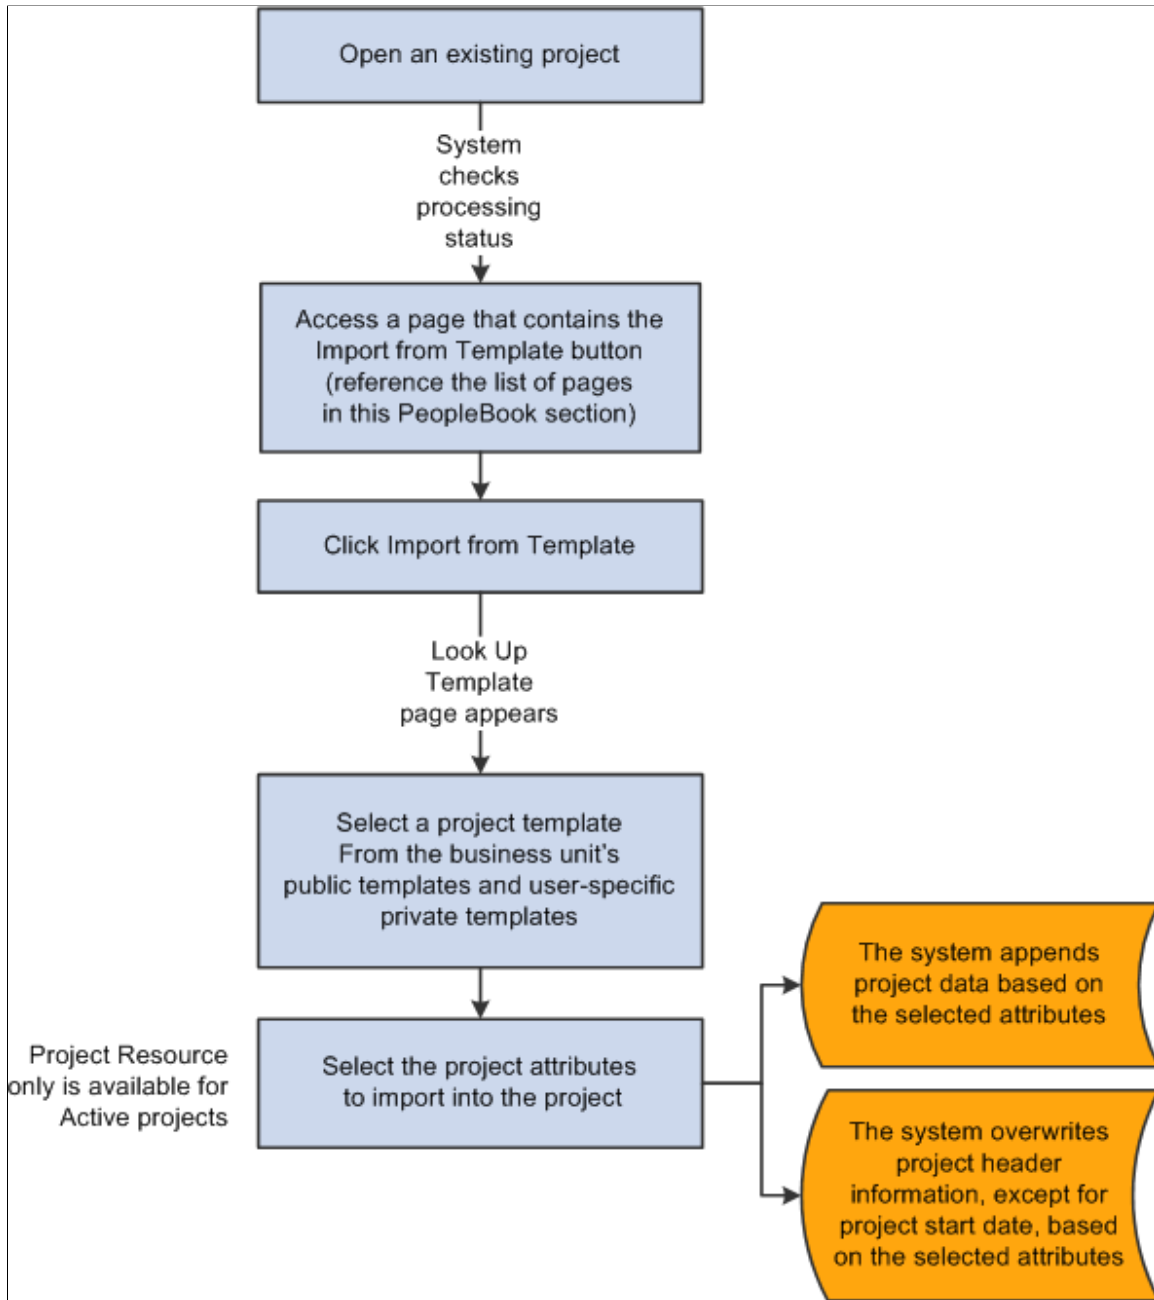 Open an existing project
System
checks
processing
status
Access a page that contains the
Import from Template button
(reference the list of pages
in this PeopleBook section)
Click Import from Template
Look Up
Template
page appears
Select a project template
From the business unit's
public templates and user-specific
private templates
Project Resource
only is available for
Active projects
Select the project attributes
to import into the project
The system appends
project data based on
the selected attributes
The system overwrites
project header
information, except for
project start date, based
on the selected attributes